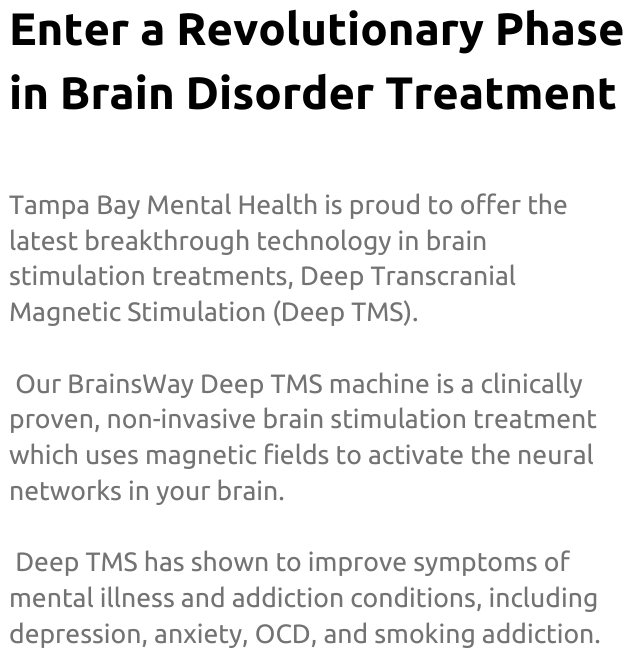 Enter a Revolutionary Phase
in Brain Disorder Treatment
Tampa Bay Mental Health is proud to offer the
latest breakthrough technology in brain
stimulation treatments, Deep Transcranial
Magnetic Stimulation (Deep TMS).
Our BrainsWay Deep TMS machine is a clinically
proven, non-invasive brain stimulation treatment
which uses magnetic fields to activate the neural
networks in your brain.
Deep TMS has shown to improve symptoms of
mental illness and addiction conditions, including
depression, anxiety, OCD, and smoking addiction.